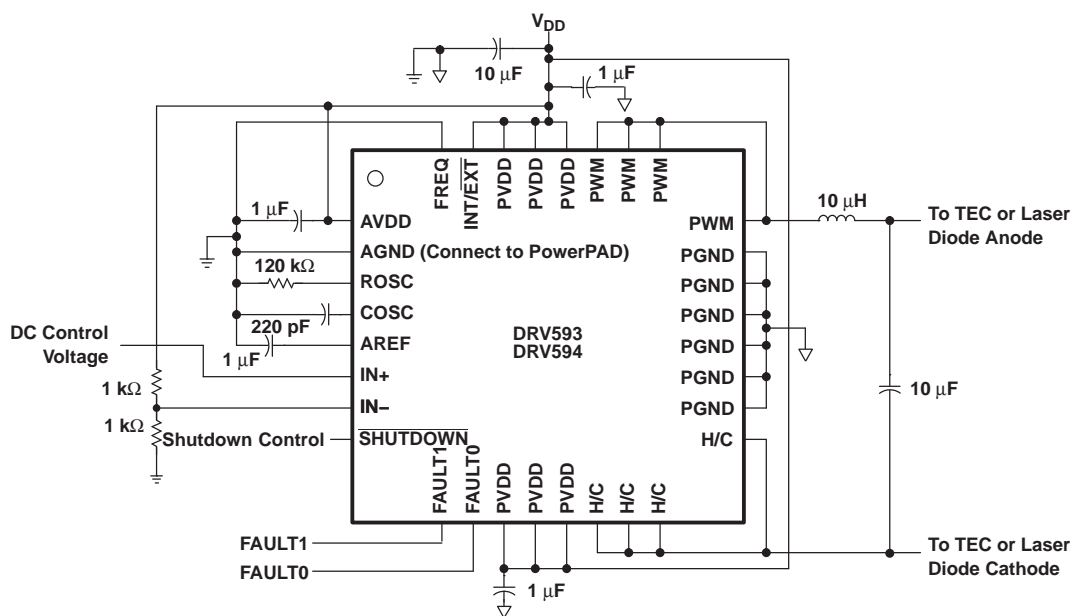 VDD
10 µF
1 µF
FREQ
INT/EXT
PVDD
PVDD
PVDD
PWM
PWM
PWM
1 µF
AVDD
AGND (Connect to PowerPAD)
120 kΩ
ROSC
COSC
220 pF
AREF
1 µF
DC Control
Voltage
IN+
1 kΩ
IN–
1 kΩ
Shutdown Control
SHUTDOWN
DRV593
DRV594
PWM
PGND
PGND
PGND
PGND
PGND
PGND
H/C
10 µH
To TEC or Laser
Diode Anode
10 µF
FAULT1
FAULT0
PVDD
PVDD
PVDD
H/C
H/C
H/C
FAULT1
FAULT0
1 µF
To TEC or Laser
Diode Cathode